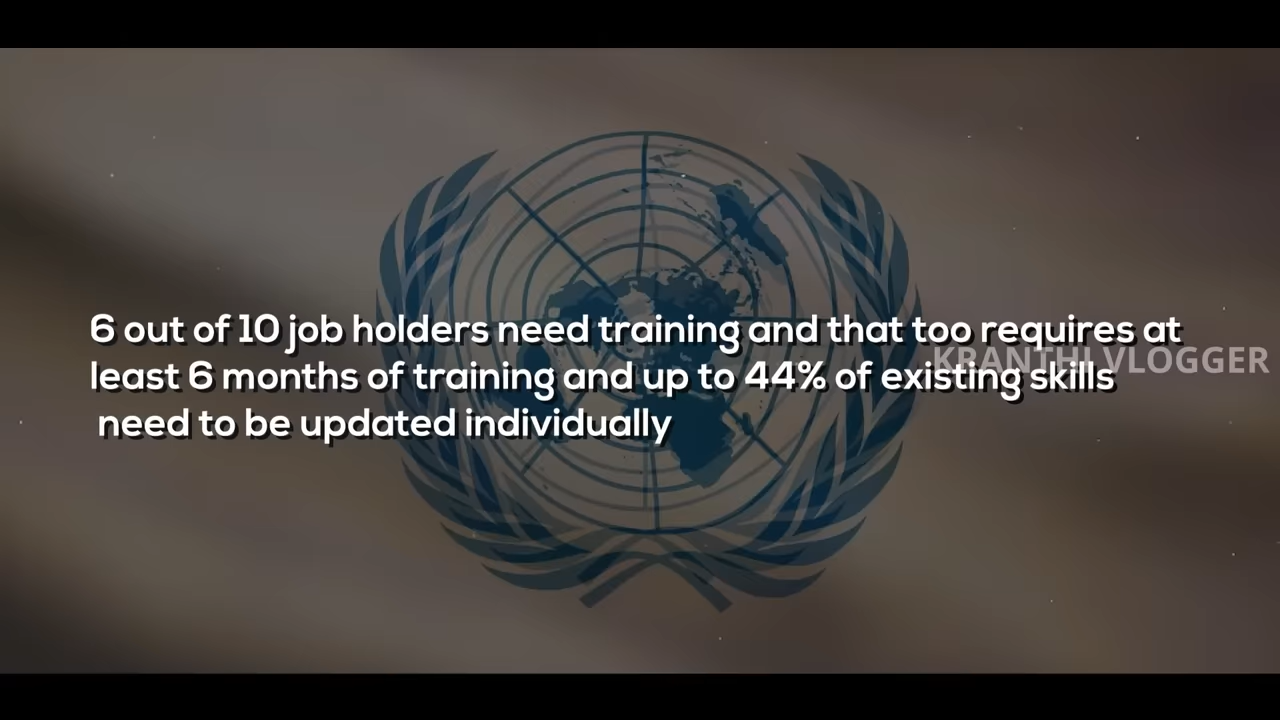 6 out of 10 job holders need training and that too requires at
KRANTHI VLOGGER
least 6 months of training and up to 44% of existing skills
need to be updated individually